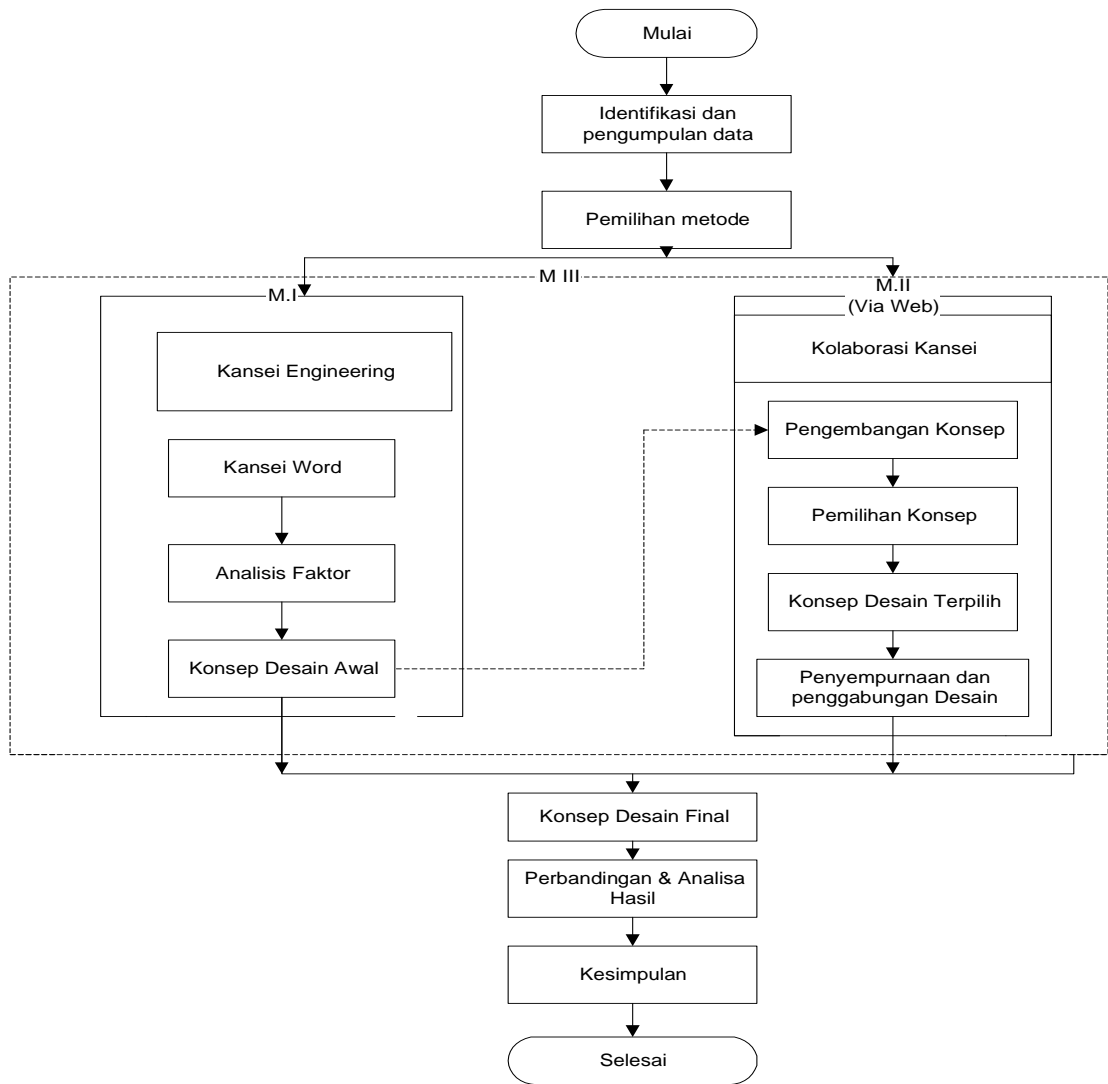 Mulai
Identifikasi dan
pengumpulan data
Pemilihan metode
M III
M.I
Kansei Engineering
Kansei Word
Analisis Faktor
Konsep Desain Awal
M.II
(Via Web)
Kolaborasi Kansei
Pengembangan Konsep
Pemilihan Konsep
Konsep Desain Terpilih
Penyempurnaan dan
penggabungan Desain
Konsep Desain Final
Perbandingan & Analisa
Hasil
Kesimpulan
Selesai